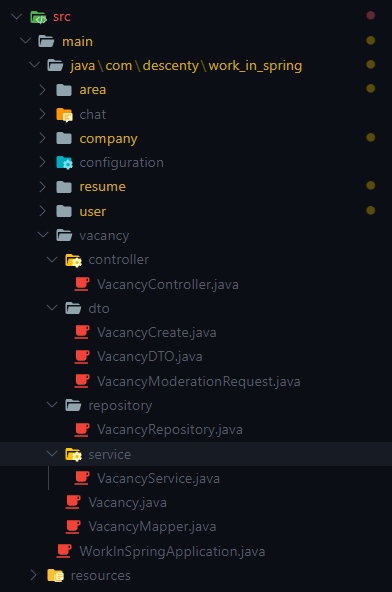 src
main
java\com\descenty\work_in_spring
area
chat
company
configuration
resume
user
vacancy
controller
VacancyController.java
dto
VacancyCreate.java
VacancyDTO.java
VacancyModerationRequest.java
repository
VacancyRepository.java
service
VacancyService.java
Vacancy.java
VacancyMapper.java
WorkInSpringApplication.java
resources